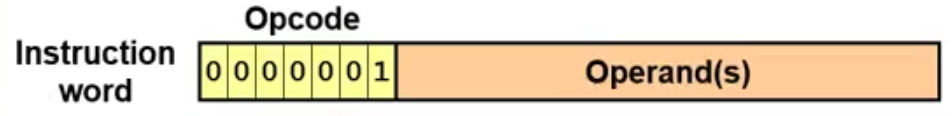 Opcode
Instruction word
0 0 0 0 0 0 1
Operand(s)